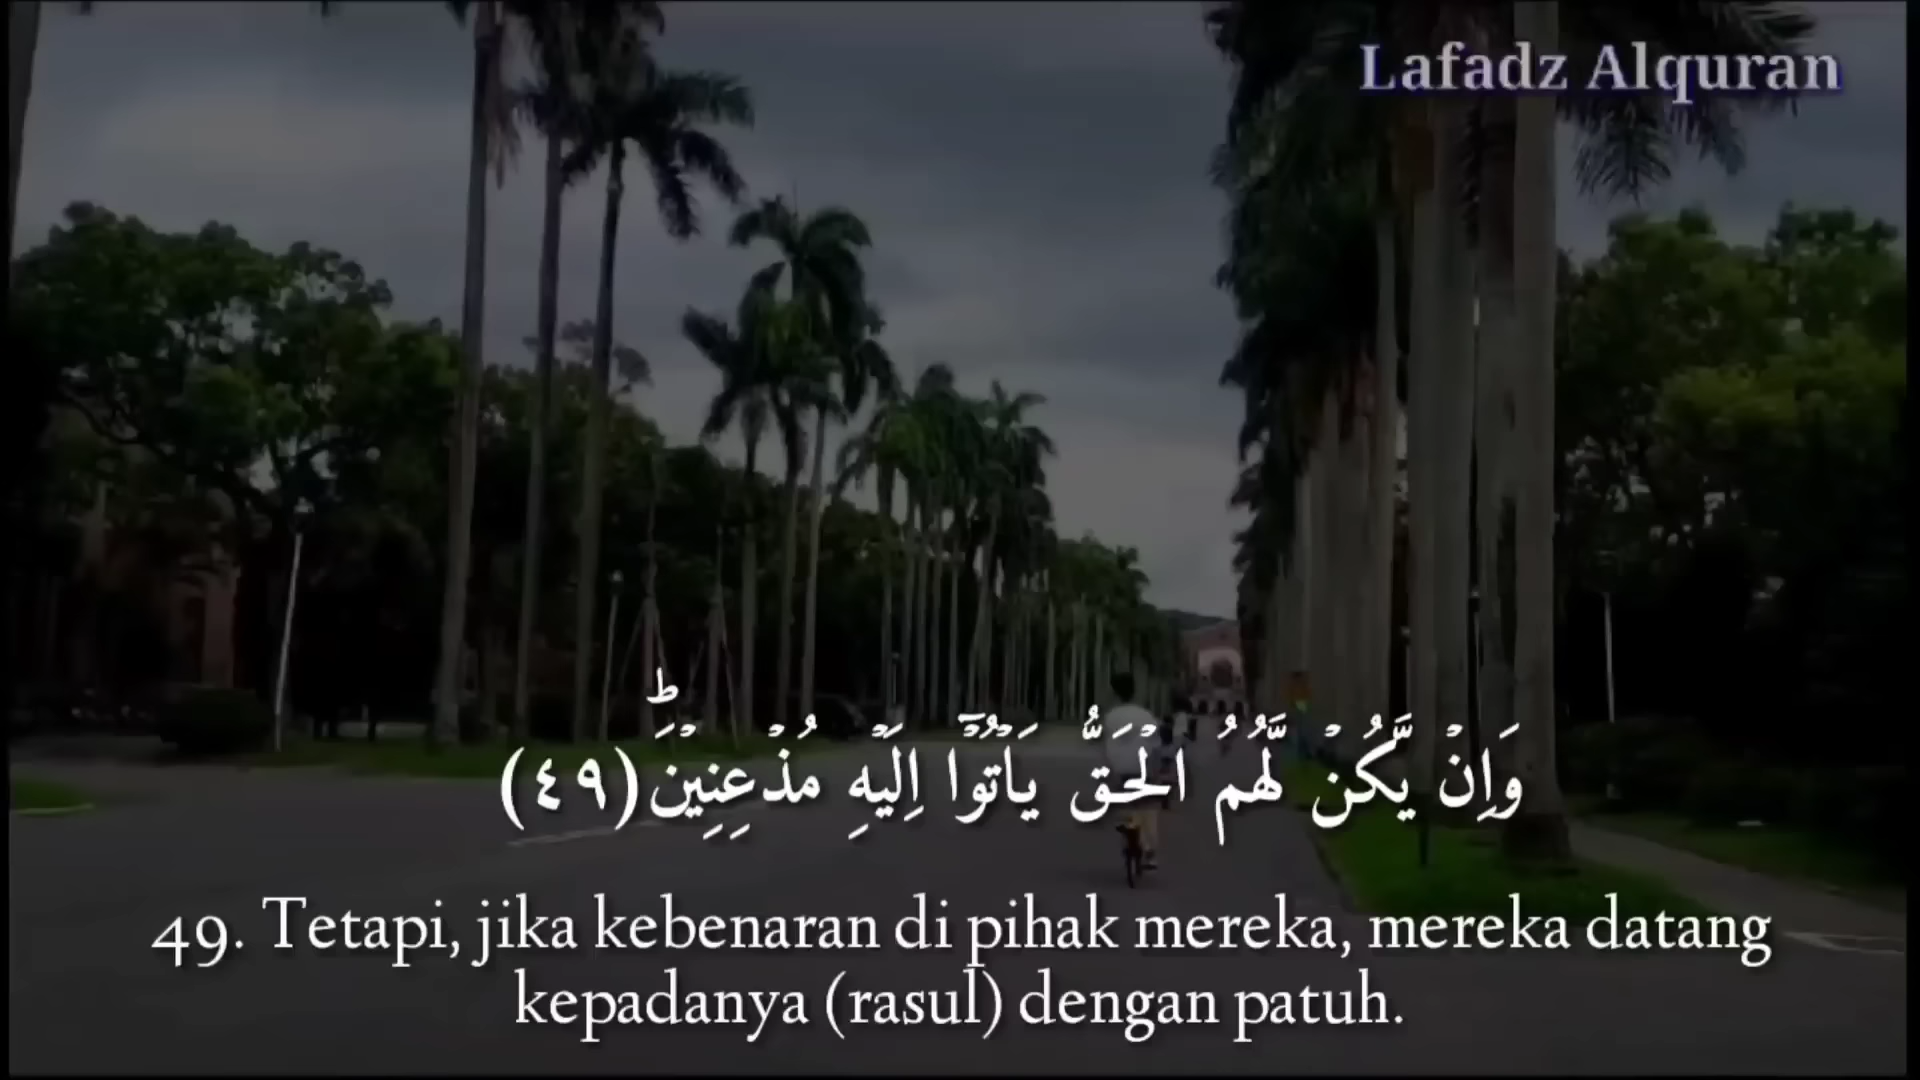 Lafadz Alquran
وَاِنْ يَّكُنْ لَّهُمُ الْحَقُّ يَأْتُوْٓا اِلَيْهِ مُذْعِنِيْنَۗ (٤٩)
49. Tetapi, jika kebenaran di pihak mereka, mereka datang
kepadanya (rasul) dengan patuh.